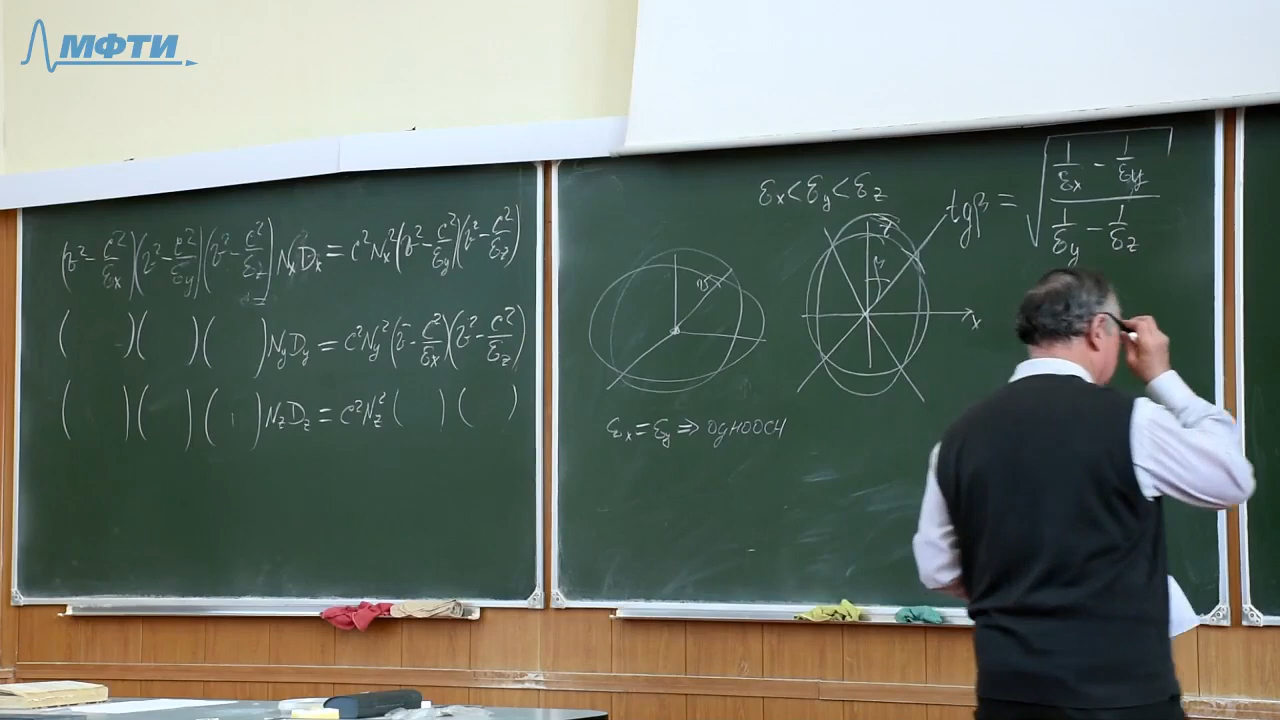 МФТИ
(v² - c²/εx)(v² - c²/εy)(v² - c²/εz) NxDx = c²Nx²(v² - c²/εy)(v² - c²/εz)
( )( )( ) NyDy = c²Ny²(v² - c²/εx)(v² - c²/εz)
( )( )( ) NzDz = c²Nz²( )( )
εx < εy < εz
tgβ = √((1/εx - 1/εy)/(1/εy - 1/εz))
z
β
x
εx = εy ⇒ одноосн